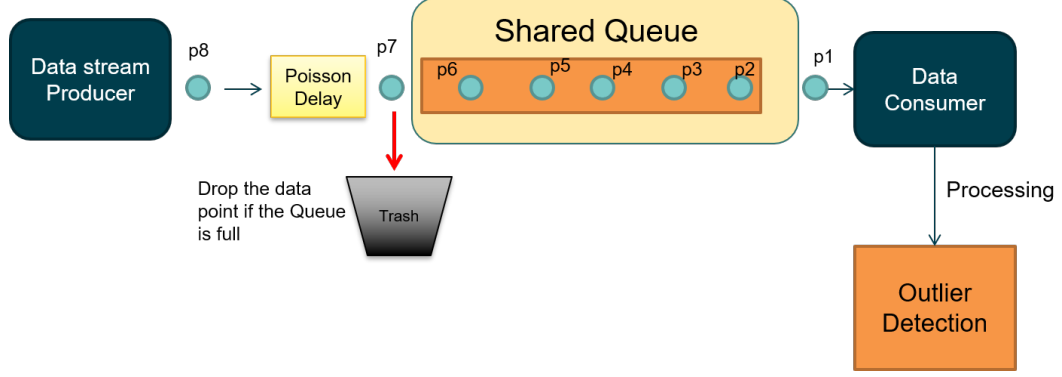 Shared Queue
Data stream
Producer
p8
Poisson
Delay
p7
p6
p5
p4
p3
p2
p1
Data
Consumer
Drop the data
point if the Queue
is full
Trash
Processing
Outlier
Detection